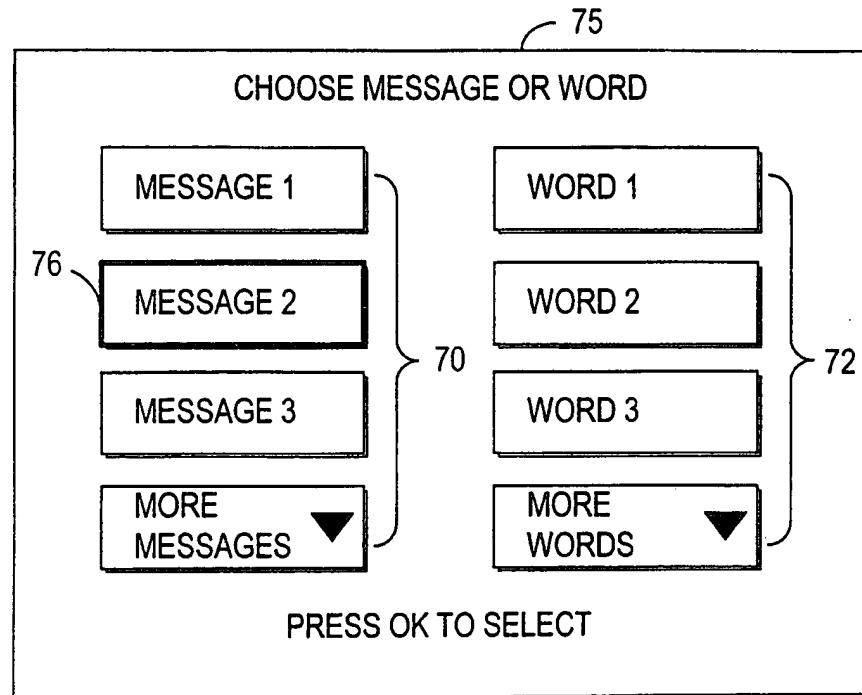 75
CHOOSE MESSAGE OR WORD
MESSAGE 1
WORD 1
76
MESSAGE 2
WORD 2
70
72
MESSAGE 3
WORD 3
MORE
MESSAGES
MORE
WORDS
PRESS OK TO SELECT